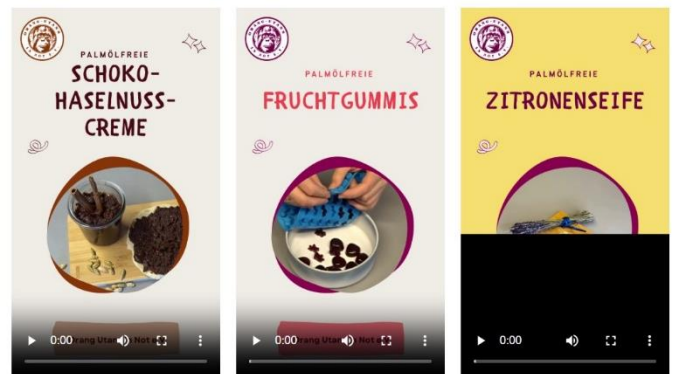 PALMÖLFREIE
SCHOKO-
HASELNUSS-
CREME
0:00
PALMÖLFREIE
FRUCHTGUMMIS
0:00
PALMÖLFREIE
ZITRONENSEIFE
0:00